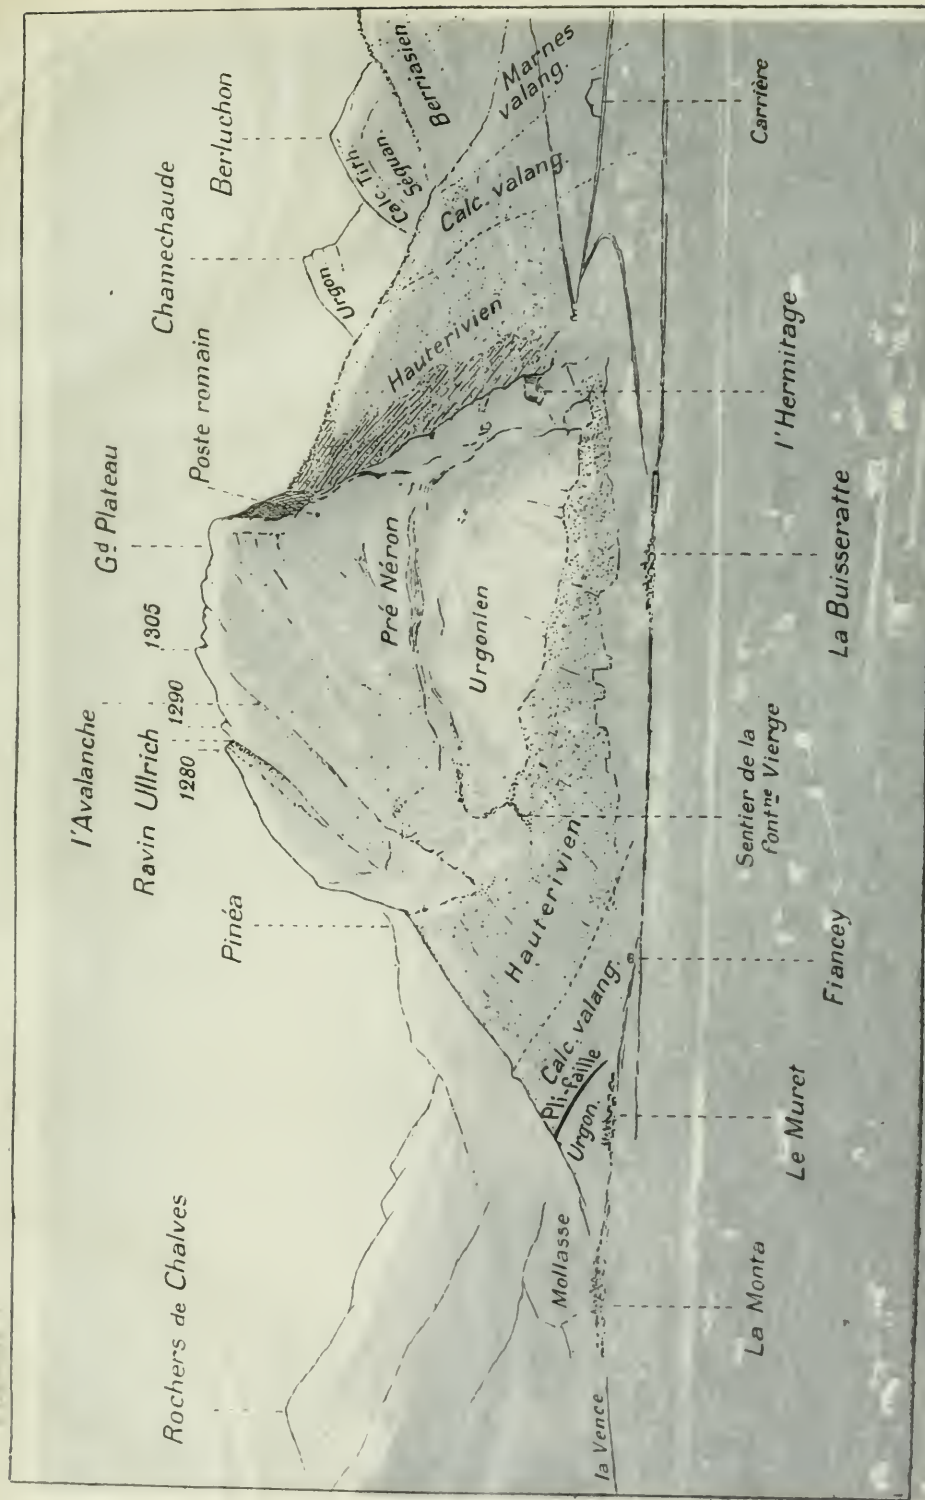 Rochers de Chalves
Pinéa
l'Avalanche
Ravin Ullrich
1280
1290
1305
Gd Plateau
Poste romain
Chamechaude
Berluchon
Urgon
Calc. Tith.
Séquan.
Berriasien
Marnes
valang.
Calc. valang.
Hauterivien
Pré Néron
Urgonien
Hauterivien
Calc. valang.
Pli-faille
Urgon.
Mollasse
la Vence
La Monta
Le Muret
Fiancey
Sentier de la
Fontne Vierge
La Buisseratte
l'Hermitage
Carrière